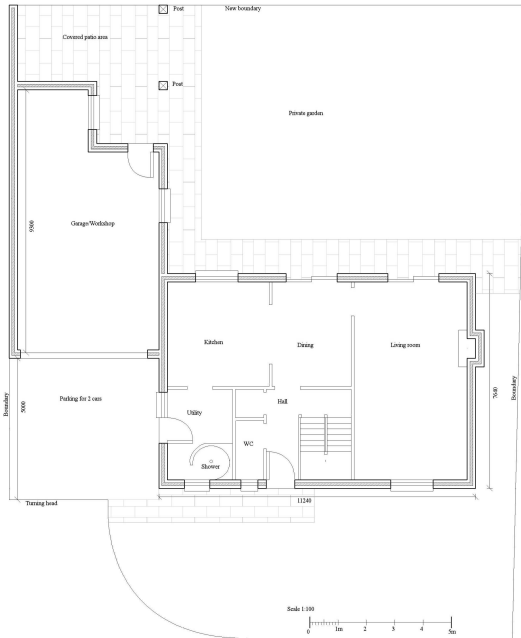 Post
New boundary
Covered patio area
Post
Private garden
Garage/Workshop
9300
Kitchen
Dining
Living room
7640
Boundary
Boundary
5000
Parking for 2 cars
Utility
Hall
WC
Shower
Turning head
11240
Scale 1:100
0 1m 2 3 4 5m